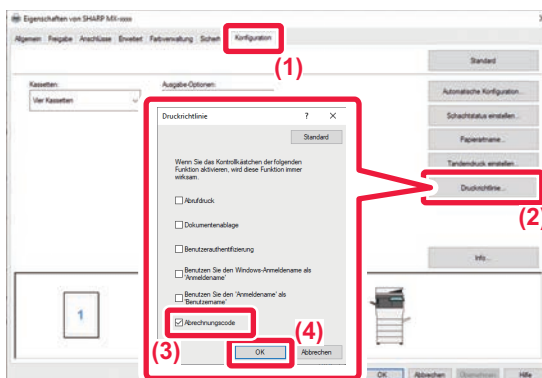 Eigenschaften von SHARP MX-xxxx
Allgemein Freigabe Anschlüsse Erweitert Farbverwaltung Sicherh Konfiguration
(1)
Standard
Kassetten:
Ausgabe-Optionen:
Vier Kassetten
Automatische Konfiguration...
Schachtstatus einstellen...
Papierartname...
Tandemdruck einstellen...
Druckrichtlinie...
(2)
Info...
Druckrichtlinie
?
Standard
Wenn Sie das Kontrollkästchen der folgenden
Funktion aktivieren, wird diese Funktion immer
wirksam.
Abrufdruck
Dokumentenablage
Benutzerauthentifizierung
Benutzen Sie den Windows-Anmeldename als
'Anmeldename'
Benutzen Sie den 'Anmeldename' als
'Benutzername'
Abrechnungscode
(3)
(4)
OK Abbrechen
1
OK Abbrechen Übernehmen Hilfe